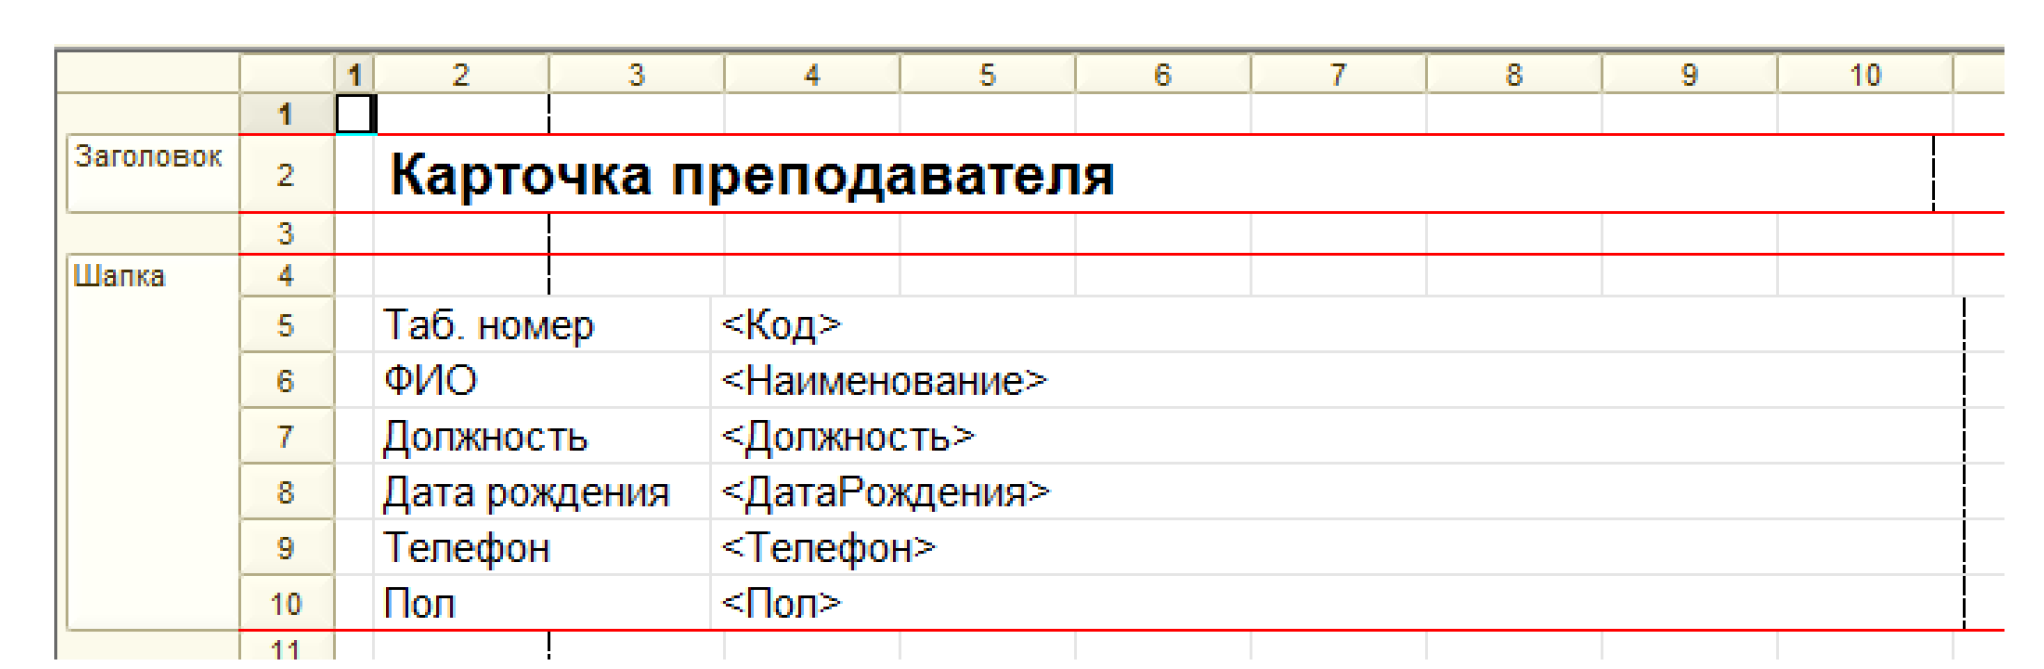 1 2 3 4 5 6 7 8 9 10
1
Заголовок 2 Карточка преподавателя
3
Шапка 4
5 Таб. номер <Код>
6 ФИО <Наименование>
7 Должность <Должность>
8 Дата рождения <ДатаРождения>
9 Телефон <Телефон>
10 Пол <Пол>
11